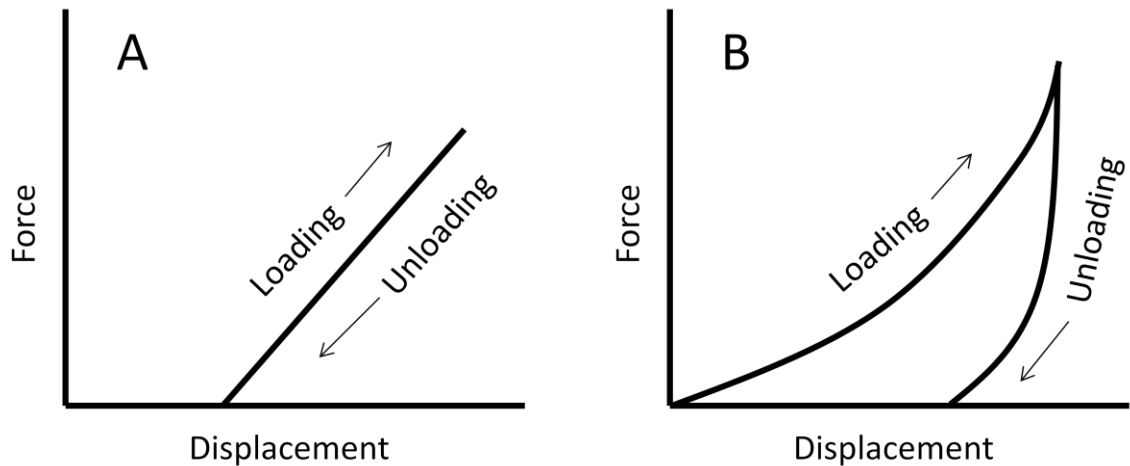 A
Force
Loading
Unloading
Displacement
B
Force
Loading
Unloading
Displacement